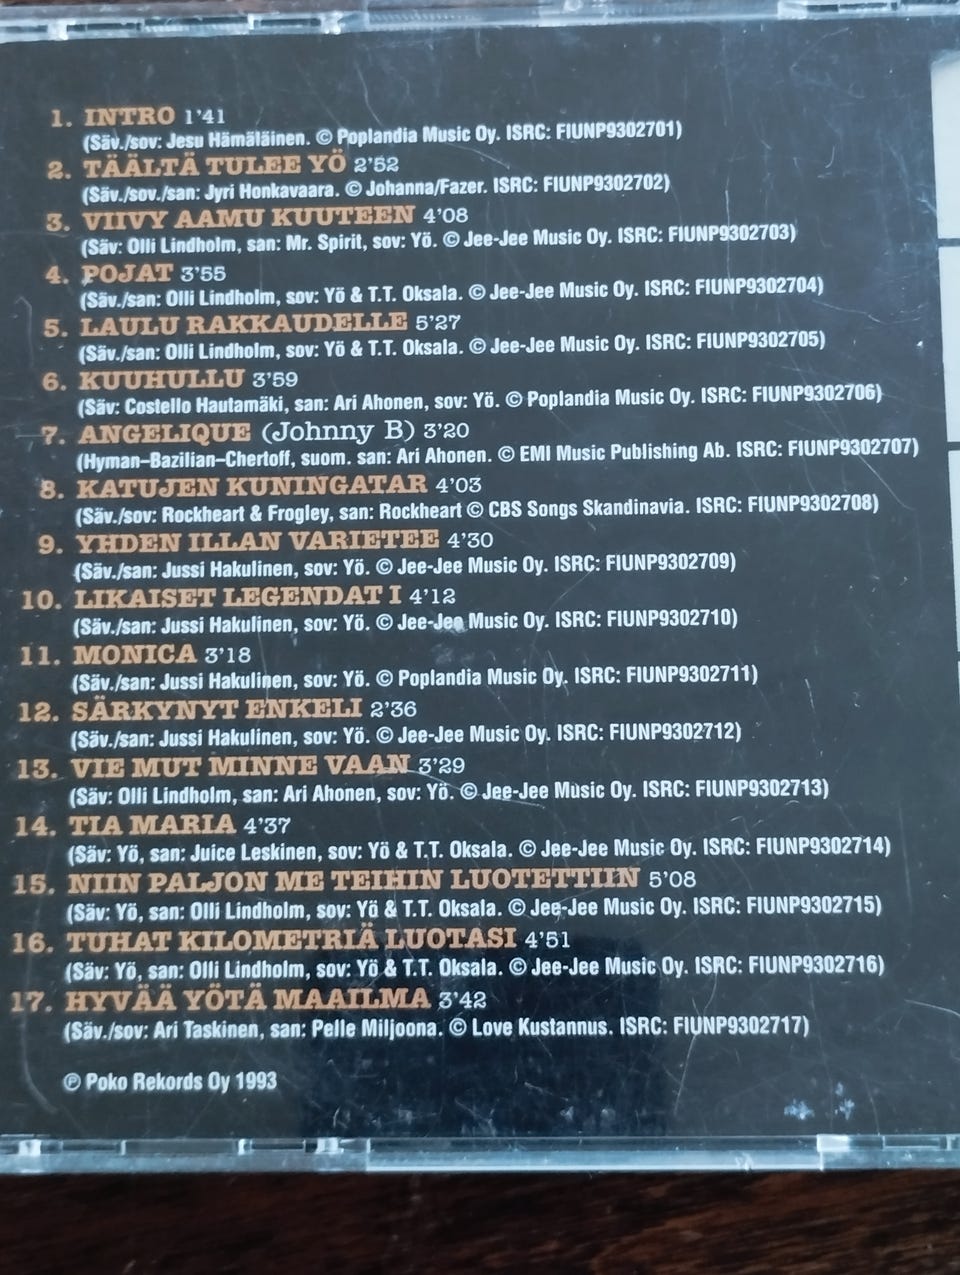 1. INTRO 1'41
(Säv./sov: Jesu Hämäläinen. © Poplandia Music Oy. ISRC: FIUNP9302701)
2. TÄÄLTÄ TULEE YÖ 2'52
(Säv./sov./san: Jyri Honkavaara. © Johanna/Fazer. ISRC: FIUNP9302702)
3. VIIVY AAMU KUUTEEN 4'08
(Säv: Olli Lindholm, san: Mr. Spirit, sov: Yö. © Jee-Jee Music Oy. ISRC: FIUNP9302703)
4. POJAT 3'55
(Säv./san: Olli Lindholm, sov: Yö & T.T. Oksala. © Jee-Jee Music Oy. ISRC: FIUNP9302704)
5. LAULU RAKKAUDELLE 5'27
(Säv./san: Olli Lindholm, sov: Yö & T.T. Oksala. © Jee-Jee Music Oy. ISRC: FIUNP9302705)
6. KUUHULLU 3'59
(Säv: Costello Hautamäki, san: Ari Ahonen, sov: Yö. © Poplandia Music Oy. ISRC: FIUNP9302706)
7. ANGELIQUE (Johnny B) 3'20
(Hyman–Bazilian–Chertoff, suom. san: Ari Ahonen. © EMI Music Publishing Ab. ISRC: FIUNP9302707)
8. KATUJEN KUNINGATAR 4'03
(Säv./sov: Rockheart & Frogley, san: Rockheart © CBS Songs Skandinavia. ISRC: FIUNP9302708)
9. YHDEN ILLAN VARIETEE 4'30
(Säv./san: Jussi Hakulinen, sov: Yö. © Jee-Jee Music Oy. ISRC: FIUNP9302709)
10. LIKAISET LEGENDAT I 4'12
(Säv./san: Jussi Hakulinen, sov: Yö. © Jee-Jee Music Oy. ISRC: FIUNP9302710)
11. MONICA 3'18
(Säv./san: Jussi Hakulinen, sov: Yö. © Poplandia Music Oy. ISRC: FIUNP9302711)
12. SÄRKYNYT ENKELI 2'36
(Säv./san: Jussi Hakulinen, sov: Yö. © Jee-Jee Music Oy. ISRC: FIUNP9302712)
13. VIE MUT MINNE VAAN 3'29
(Säv: Olli Lindholm, san: Ari Ahonen, sov: Yö. © Jee-Jee Music Oy. ISRC: FIUNP9302713)
14. TIA MARIA 4'37
(Säv: Yö, san: Juice Leskinen, sov: Yö & T.T. Oksala. © Jee-Jee Music Oy. ISRC: FIUNP9302714)
15. NIIN PALJON ME TEIHIN LUOTETTIIN 5'08
(Säv: Yö, san: Olli Lindholm, sov: Yö & T.T. Oksala. © Jee-Jee Music Oy. ISRC: FIUNP9302715)
16. TUHAT KILOMETRIÄ LUOTASI 4'51
(Säv: Yö, san: Olli Lindholm, sov: Yö & T.T. Oksala. © Jee-Jee Music Oy. ISRC: FIUNP9302716)
17. HYVÄÄ YÖTÄ MAAILMA 3'42
(Säv./sov: Ari Taskinen, san: Pelle Miljoona. © Love Kustannus. ISRC: FIUNP9302717)
℗ Poko Rekords Oy 1993